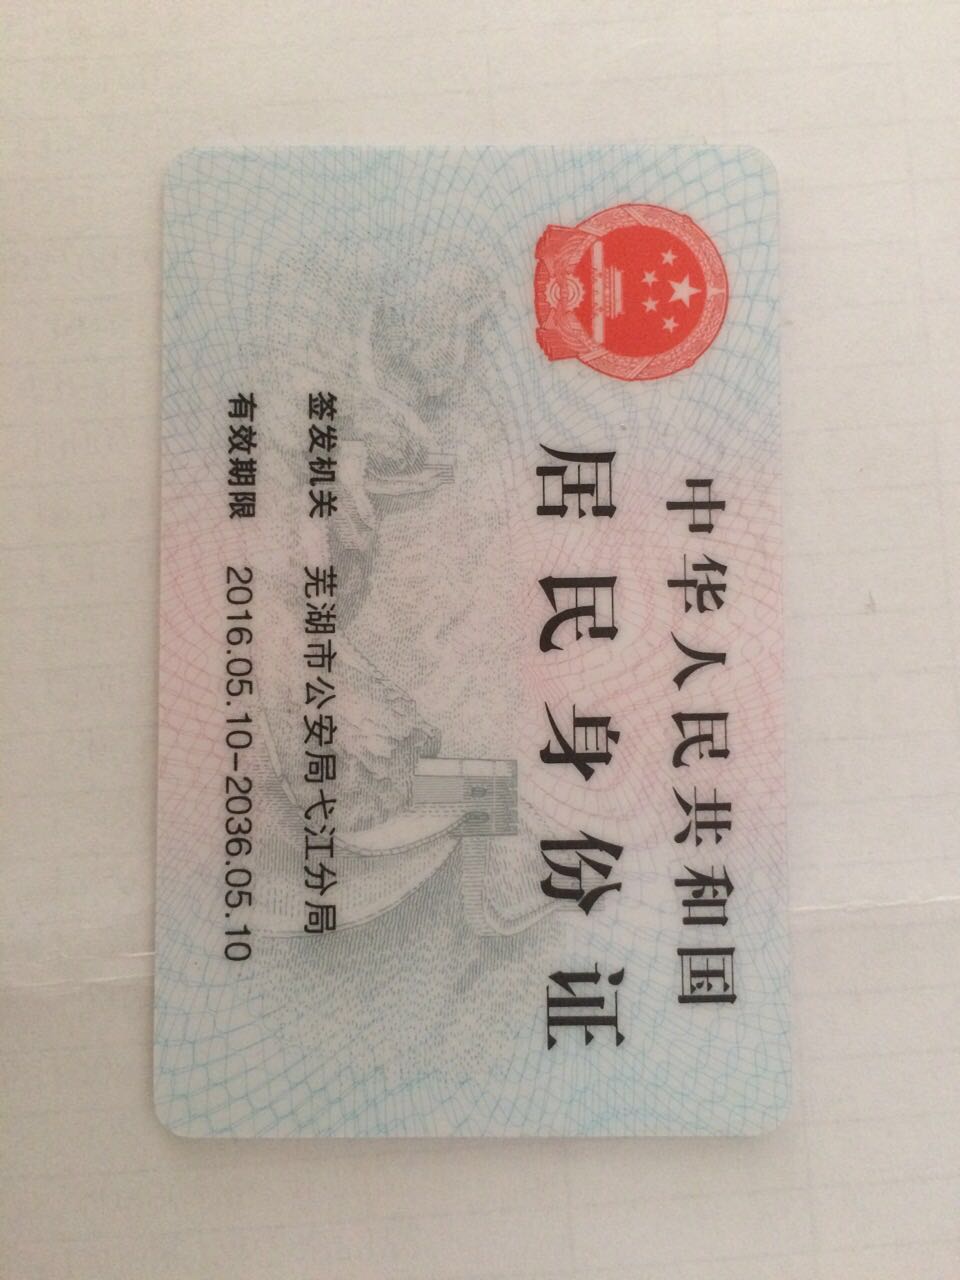 中华人民共和国
居民身份证
签发机关 芜湖市公安局弋江分局
有效期限 2016.05.10-2036.05.10